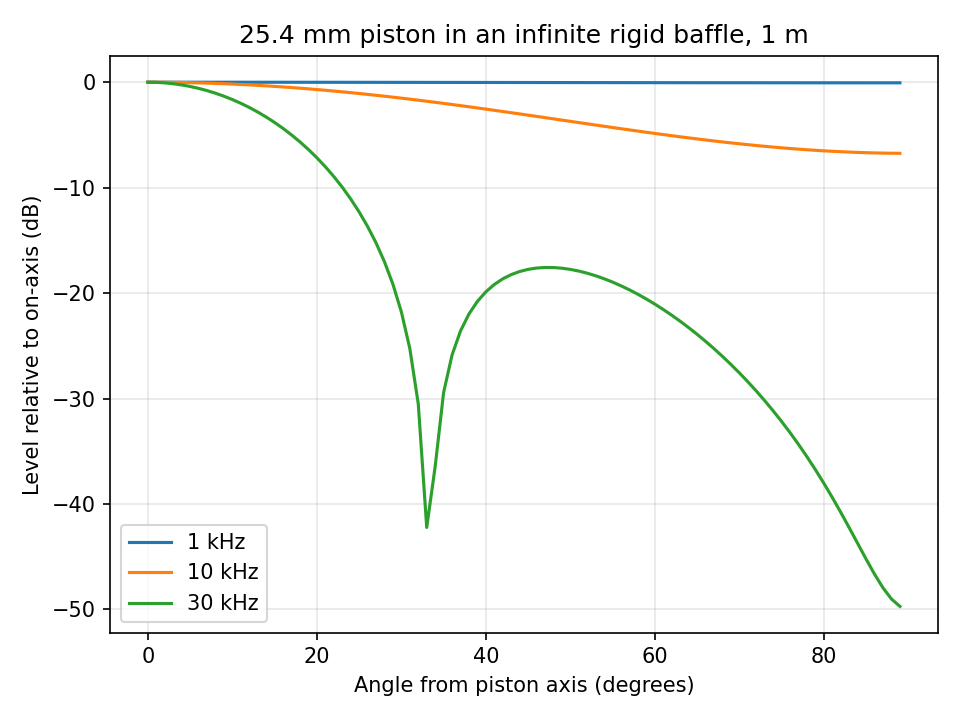 25.4 mm piston in an infinite rigid baffle, 1 m
Level relative to on-axis (dB)
0
−10
−20
−30
−40
−50
1 kHz
10 kHz
30 kHz
0 20 40 60 80
Angle from piston axis (degrees)